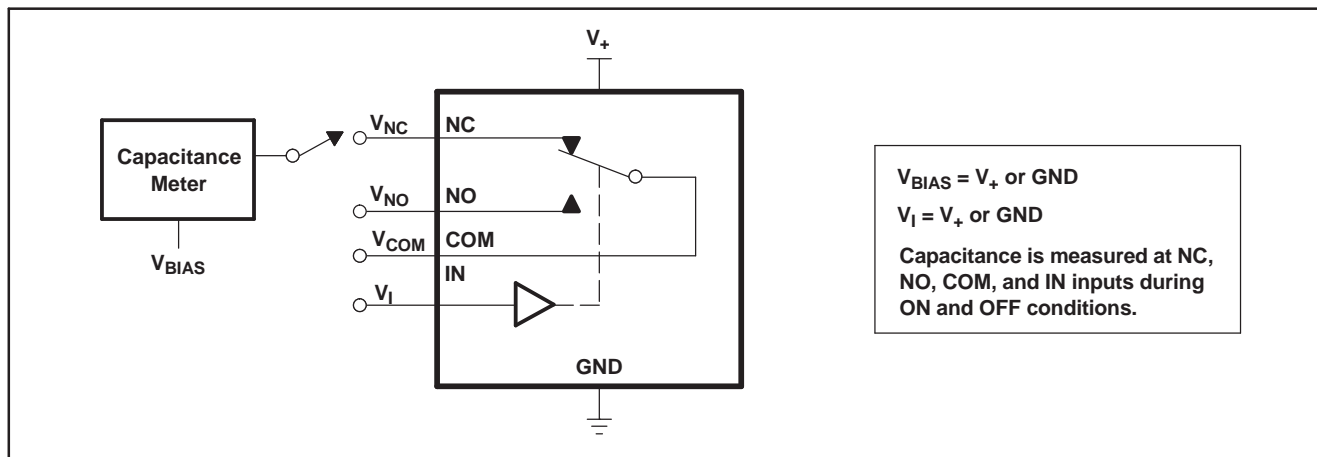 V+
Capacitance
Meter
VBIAS
VNC NC
VNO NO
VCOM COM
IN
VI
GND
VBIAS = V+ or GND
VI = V+ or GND
Capacitance is measured at NC,
NO, COM, and IN inputs during
ON and OFF conditions.